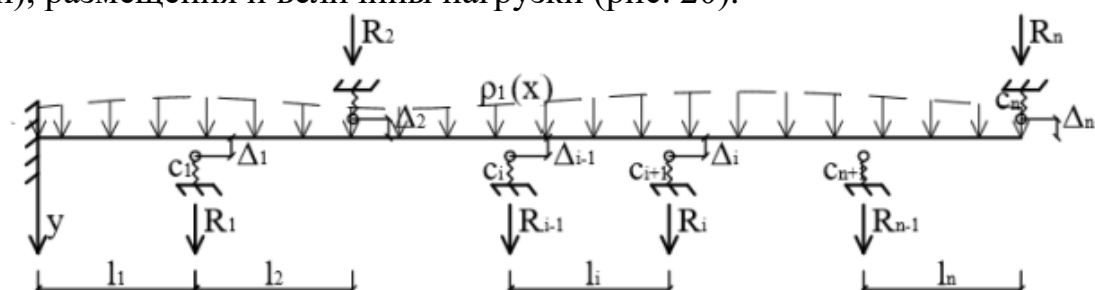 размещения и величины нагрузки (рис. 20).
R2 Rn
ρ1(x) cn
Δ2 Δn
c1 Δ1 ci Δi-1 ci+1 Δi cn+1
y R1 Ri-1 Ri Rn-1
l1 l2 li ln